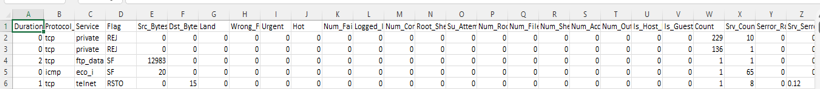 A B C D E F G H I J K L M N O P Q R S T U V W X Y Z
1 Duration Protocol_ Service Flag Src_Bytes Dst_Byte Land Wrong_F Urgent Hot Num_Fai Logged_I Num_Cor Root_She Su_Attem Num_Roo Num_File Num_She Num_Acc Num_Out Is_Host_ Is_Guest Count Srv_Coun Serror_Ra Srv_Serro
2 0 tcp private REJ 0 0 0 0 0 0 0 0 0 0 0 0 0 0 0 0 0 0 229 10 0 0
3 0 tcp private REJ 0 0 0 0 0 0 0 0 0 0 0 0 0 0 0 0 0 0 136 1 0 0
4 2 tcp ftp_data SF 12983 0 0 0 0 0 0 0 0 0 0 0 0 0 0 0 0 0 1 1 0 0
5 0 icmp eco_i SF 20 0 0 0 0 0 0 0 0 0 0 0 0 0 0 0 0 0 1 65 0 0
6 1 tcp telnet RSTO 0 15 0 0 0 0 0 0 0 0 0 0 0 0 0 0 0 0 1 8 0 0.12